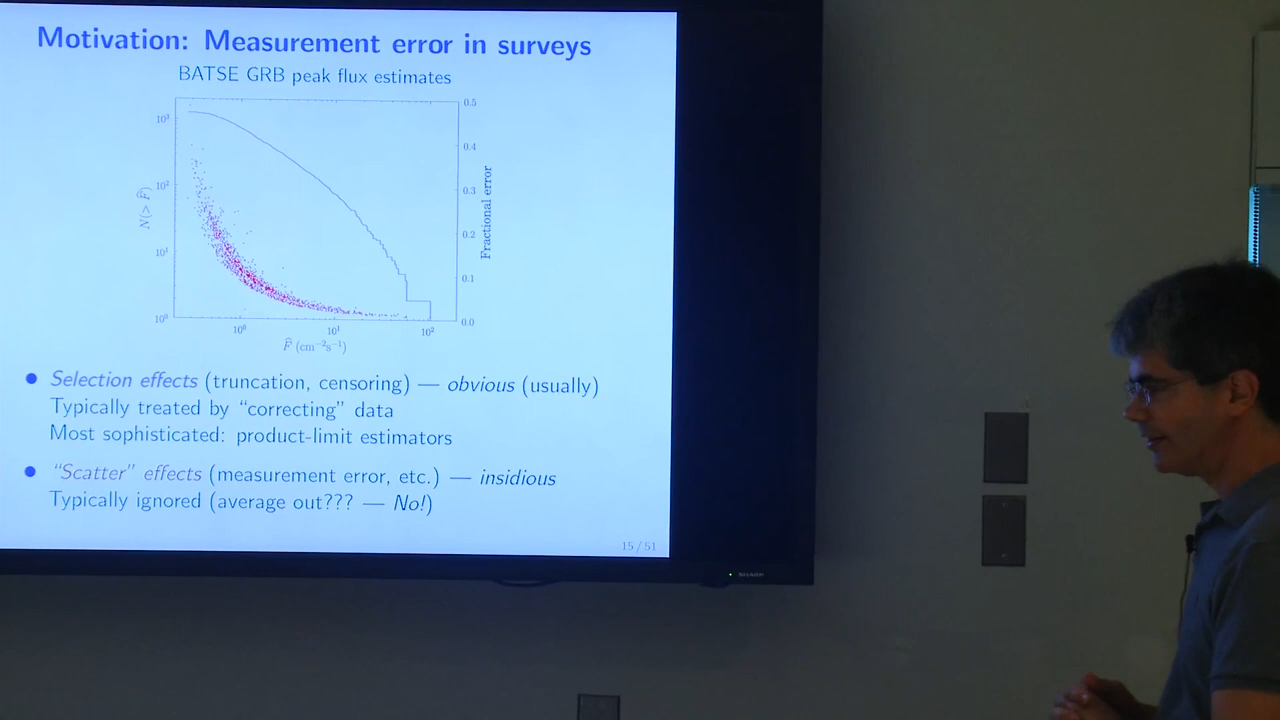 Motivation: Measurement error in surveys
BATSE GRB peak flux estimates
10³
10²
10¹
10⁰
N(> F̂)
0.5
0.4
0.3
0.2
0.1
0.0
Fractional error
10⁰ 10¹ 10²
F̂ (cm⁻²s⁻¹)
● Selection effects (truncation, censoring) — obvious (usually)
Typically treated by “correcting” data
Most sophisticated: product-limit estimators
● “Scatter” effects (measurement error, etc.) — insidious
Typically ignored (average out??? — No!)
15 / 51
SHARP